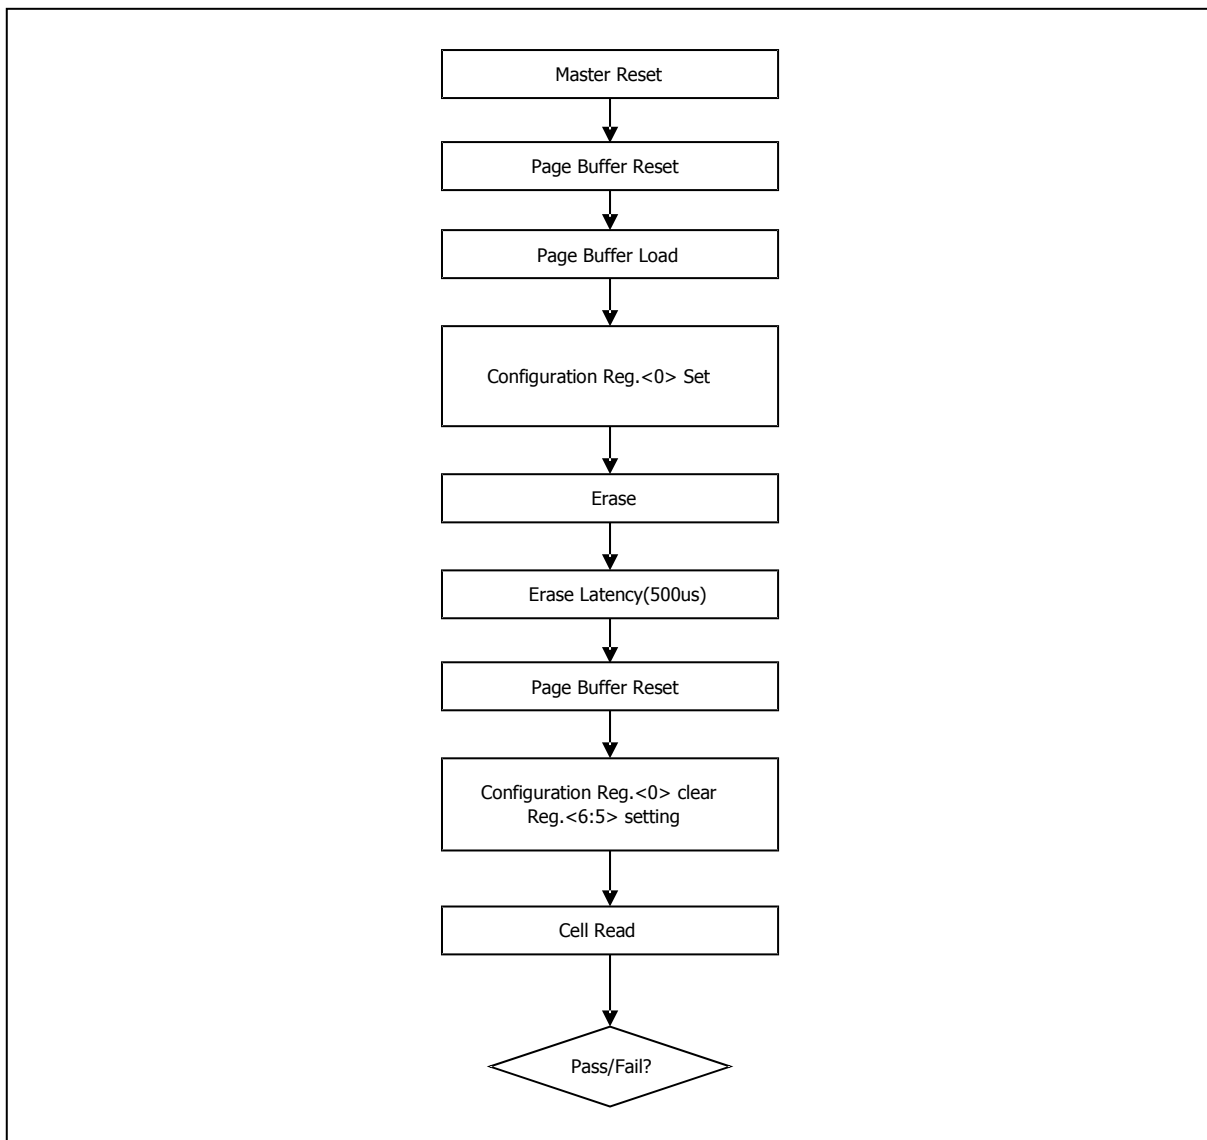 Master Reset
Page Buffer Reset
Page Buffer Load
Configuration Reg.<0> Set
Erase
Erase Latency(500us)
Page Buffer Reset
Configuration Reg.<0> clear
Reg.<6:5> setting
Cell Read
Pass/Fail?